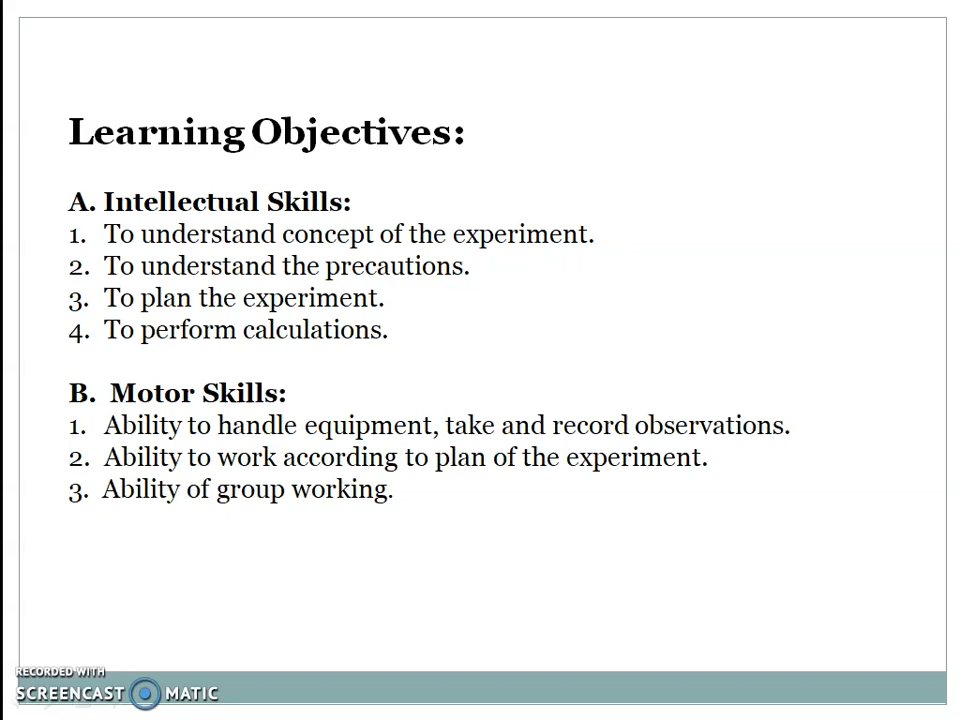 Learning Objectives:
A. Intellectual Skills:
1. To understand concept of the experiment.
2. To understand the precautions.
3. To plan the experiment.
4. To perform calculations.
B. Motor Skills:
1. Ability to handle equipment, take and record observations.
2. Ability to work according to plan of the experiment.
3. Ability of group working.
RECORDED WITH
SCREENCAST MATIC